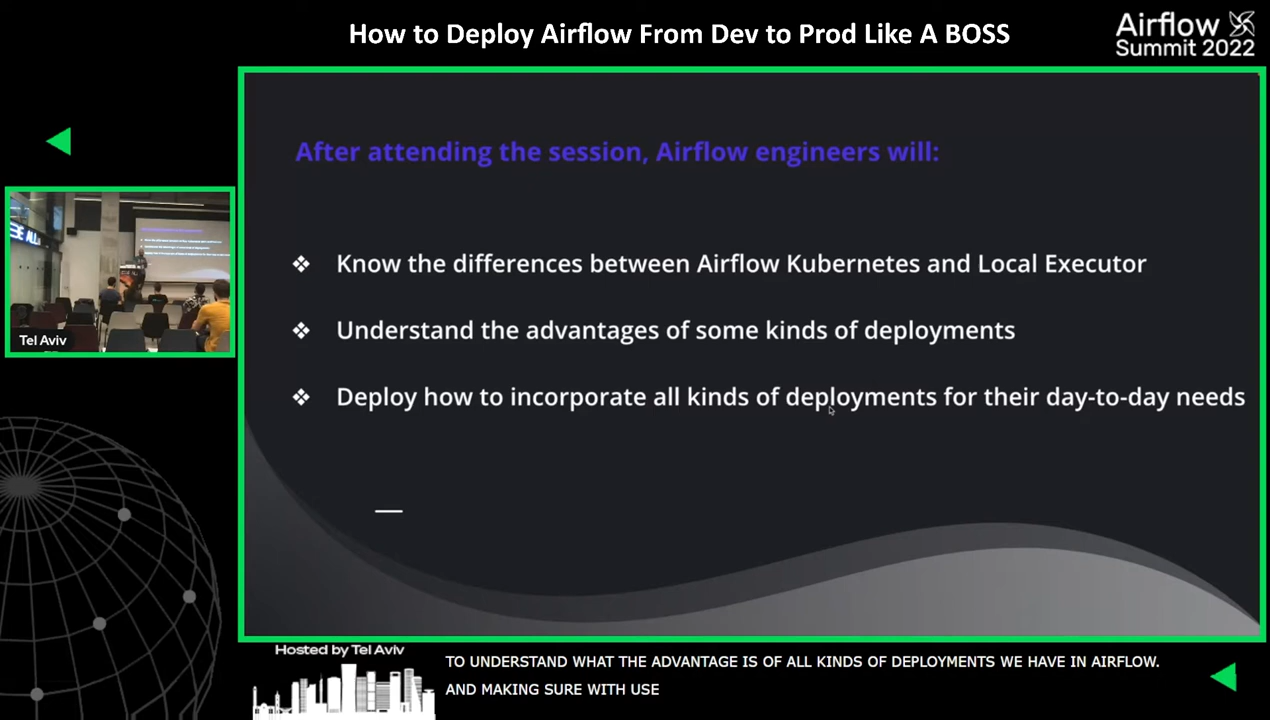 How to Deploy Airflow From Dev to Prod Like A BOSS
Airflow
Summit 2022
After attending the session, Airflow engineers will:
❖ Know the differences between Airflow Kubernetes and Local Executor
❖ Understand the advantages of some kinds of deployments
❖ Deploy how to incorporate all kinds of deployments for their day-to-day needs
Tel Aviv
Hosted by Tel Aviv
TO UNDERSTAND WHAT THE ADVANTAGE IS OF ALL KINDS OF DEPLOYMENTS WE HAVE IN AIRFLOW.
AND MAKING SURE WITH USE